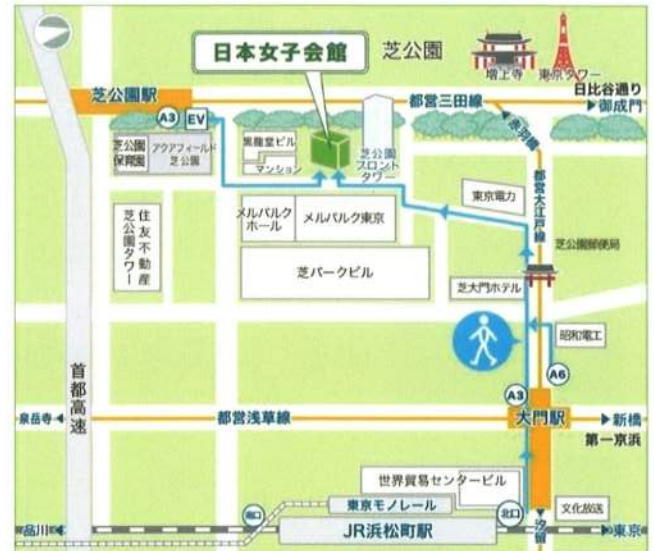 日本女子会館
芝公園
増上寺
東京タワー
日比谷通り
芝公園駅
都営三田線
▶御成門
A3
EV
赤羽橋
芝公園
保育園
アクアフィールド
芝公園
黒龍堂ビル
マンション
芝公園
フロント
タワー
東京電力
都営大江戸線
住友不動産
芝公園タワー
メルパルク
ホール
メルパルク東京
芝公園郵便局
芝パークビル
芝大門ホテル
昭和電工
首都高速
A6
A3
泉岳寺◀
都営浅草線
大門駅
▶新橋
第一京浜
世界貿易センタービル
東京モノレール
南口
北口
文化放送
品川
JR浜松町駅
汐留
東京